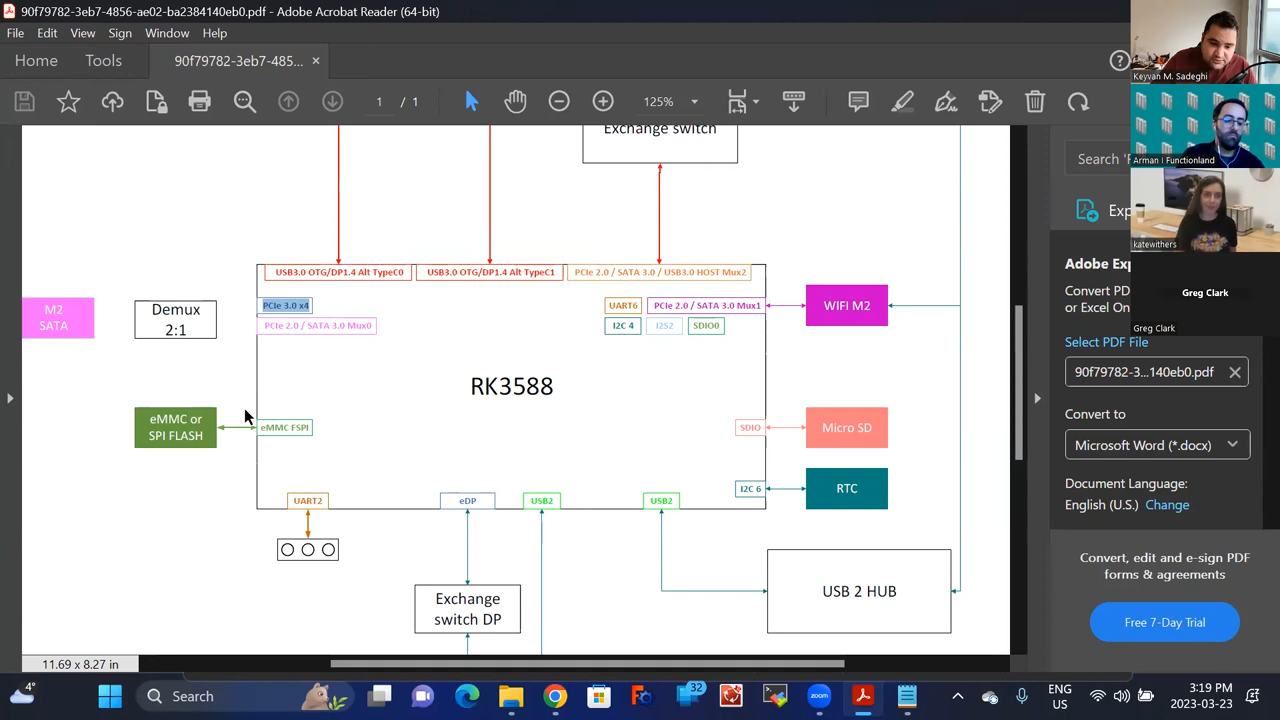 90f79782-3eb7-4856-ae02-ba2384140eb0.pdf - Adobe Acrobat Reader (64-bit)
File Edit View Sign Window Help
Home Tools 90f79782-3eb7-485... ×
1 / 1 125%
Keyvan M. Sadeghi
Arman I Functionland
katewithers
Greg Clark
Greg Clark
Exchange switch
USB3.0 OTG/DP1.4 Alt TypeC0
USB3.0 OTG/DP1.4 Alt TypeC1
PCIe 2.0 / SATA 3.0 / USB3.0 HOST Mux2
PCIe 3.0 x4
PCIe 2.0 / SATA 3.0 Mux0
UART6
PCIe 2.0 / SATA 3.0 Mux1
I2C 4
I2S2
SDIO0
WIFI M2
M2
SATA
Demux
2:1
RK3588
eMMC or
SPI FLASH
eMMC FSPI
SDIO
Micro SD
I2C 6
RTC
UART2
eDP
USB2
USB2
Exchange
switch DP
USB 2 HUB
11.69 x 8.27 in
Search 'R
Exp
Adobe Exp
Convert PD
or Excel On
Select PDF File
90f79782-3...140eb0.pdf
Convert to
Microsoft Word (*.docx)
Document Language:
English (U.S.) Change
Convert, edit and e-sign PDF
forms & agreements
Free 7-Day Trial
4°
Search
32
zoom
ENG
US
3:19 PM
2023-03-23